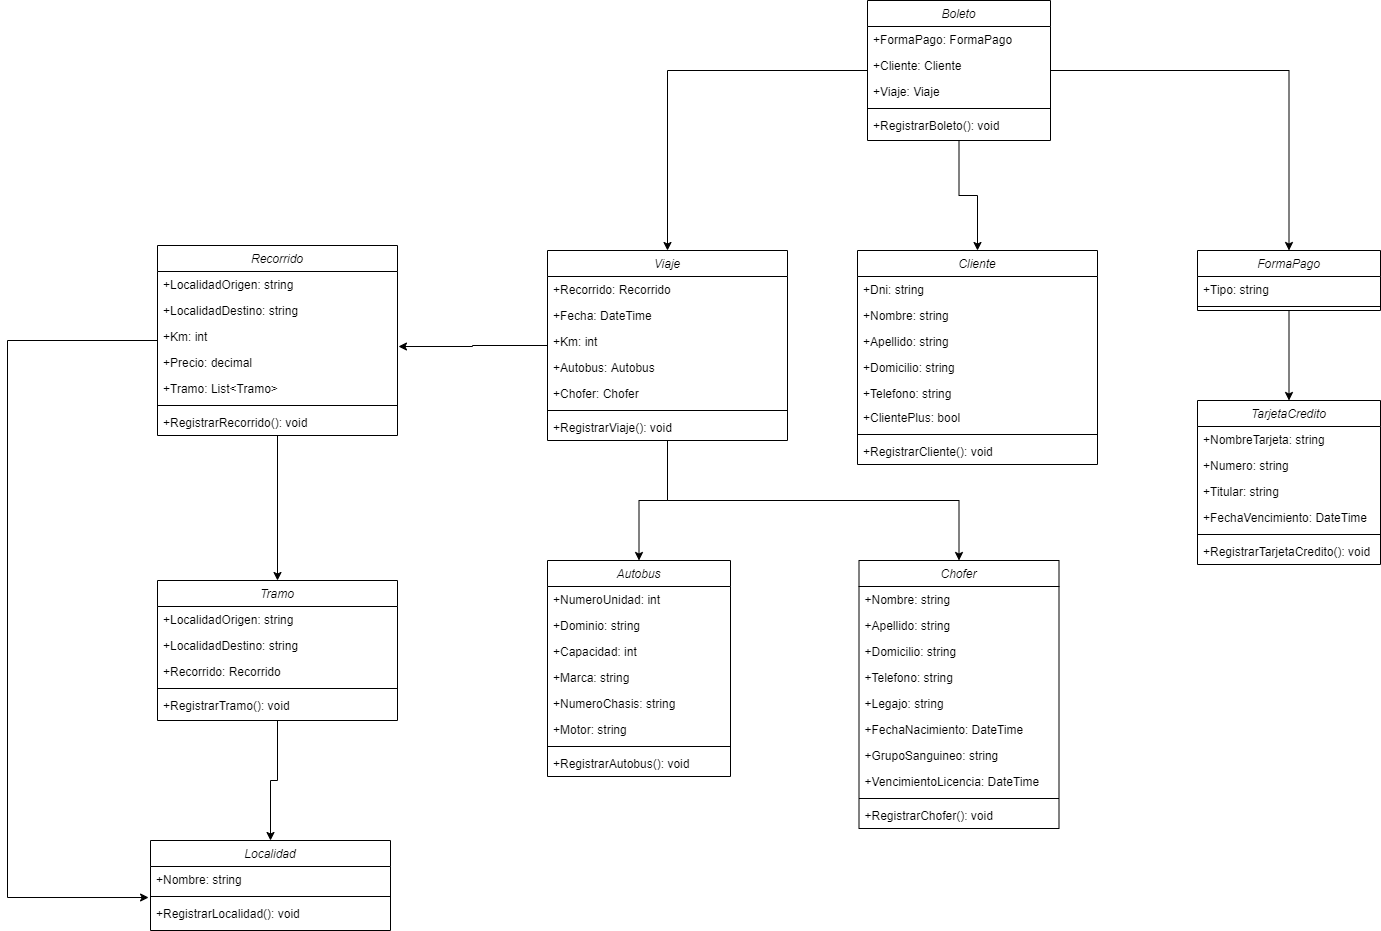 Boleto
+FormaPago: FormaPago
+Cliente: Cliente
+Viaje: Viaje
+RegistrarBoleto(): void
Recorrido
+LocalidadOrigen: string
+LocalidadDestino: string
+Km: int
+Precio: decimal
+Tramo: List<Tramo>
+RegistrarRecorrido(): void
Viaje
+Recorrido: Recorrido
+Fecha: DateTime
+Km: int
+Autobus: Autobus
+Chofer: Chofer
+RegistrarViaje(): void
Cliente
+Dni: string
+Nombre: string
+Apellido: string
+Domicilio: string
+Telefono: string
+ClientePlus: bool
+RegistrarCliente(): void
FormaPago
+Tipo: string
TarjetaCredito
+NombreTarjeta: string
+Numero: string
+Titular: string
+FechaVencimiento: DateTime
+RegistrarTarjetaCredito(): void
Tramo
+LocalidadOrigen: string
+LocalidadDestino: string
+Recorrido: Recorrido
+RegistrarTramo(): void
Autobus
+NumeroUnidad: int
+Dominio: string
+Capacidad: int
+Marca: string
+NumeroChasis: string
+Motor: string
+RegistrarAutobus(): void
Chofer
+Nombre: string
+Apellido: string
+Domicilio: string
+Telefono: string
+Legajo: string
+FechaNacimiento: DateTime
+GrupoSanguineo: string
+VencimientoLicencia: DateTime
+RegistrarChofer(): void
Localidad
+Nombre: string
+RegistrarLocalidad(): void